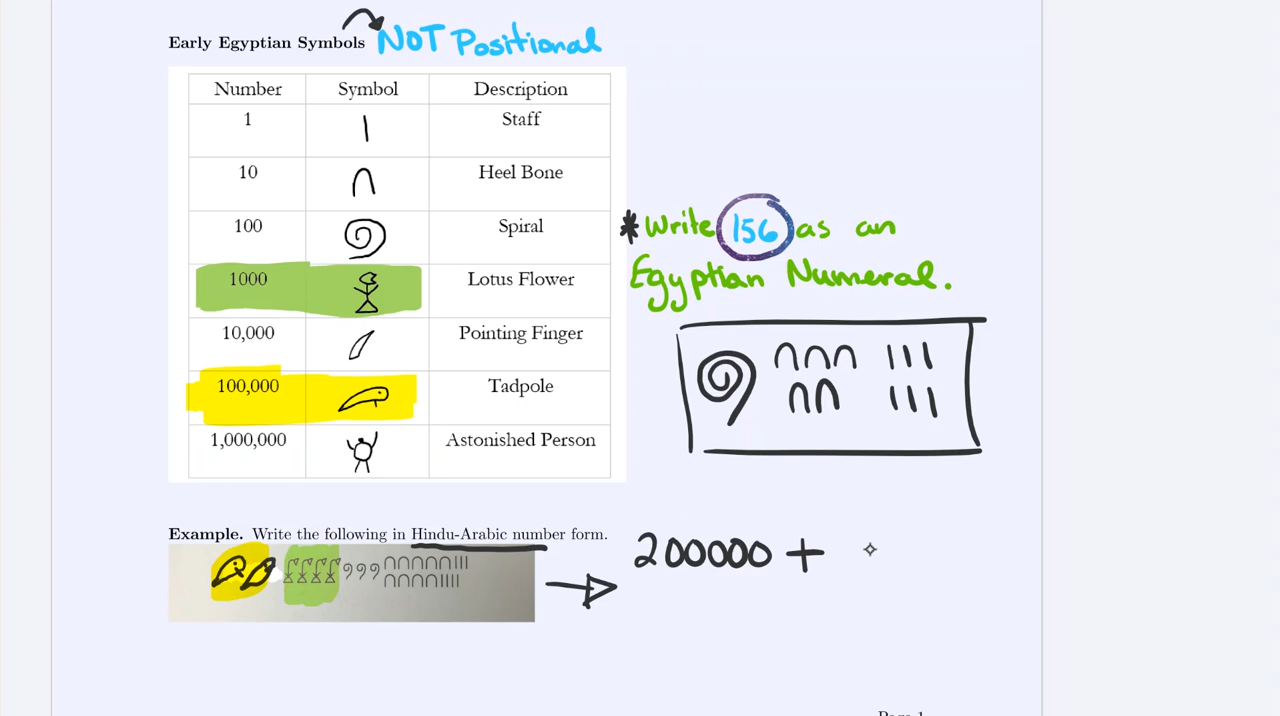 Early Egyptian Symbols NOT Positional
Number Symbol Description
1 Staff
10 Heel Bone
100 Spiral
1000 Lotus Flower
10,000 Pointing Finger
100,000 Tadpole
1,000,000 Astonished Person
*Write 156 as an
Egyptian Numeral.
Example. Write the following in Hindu-Arabic number form.
200000 +